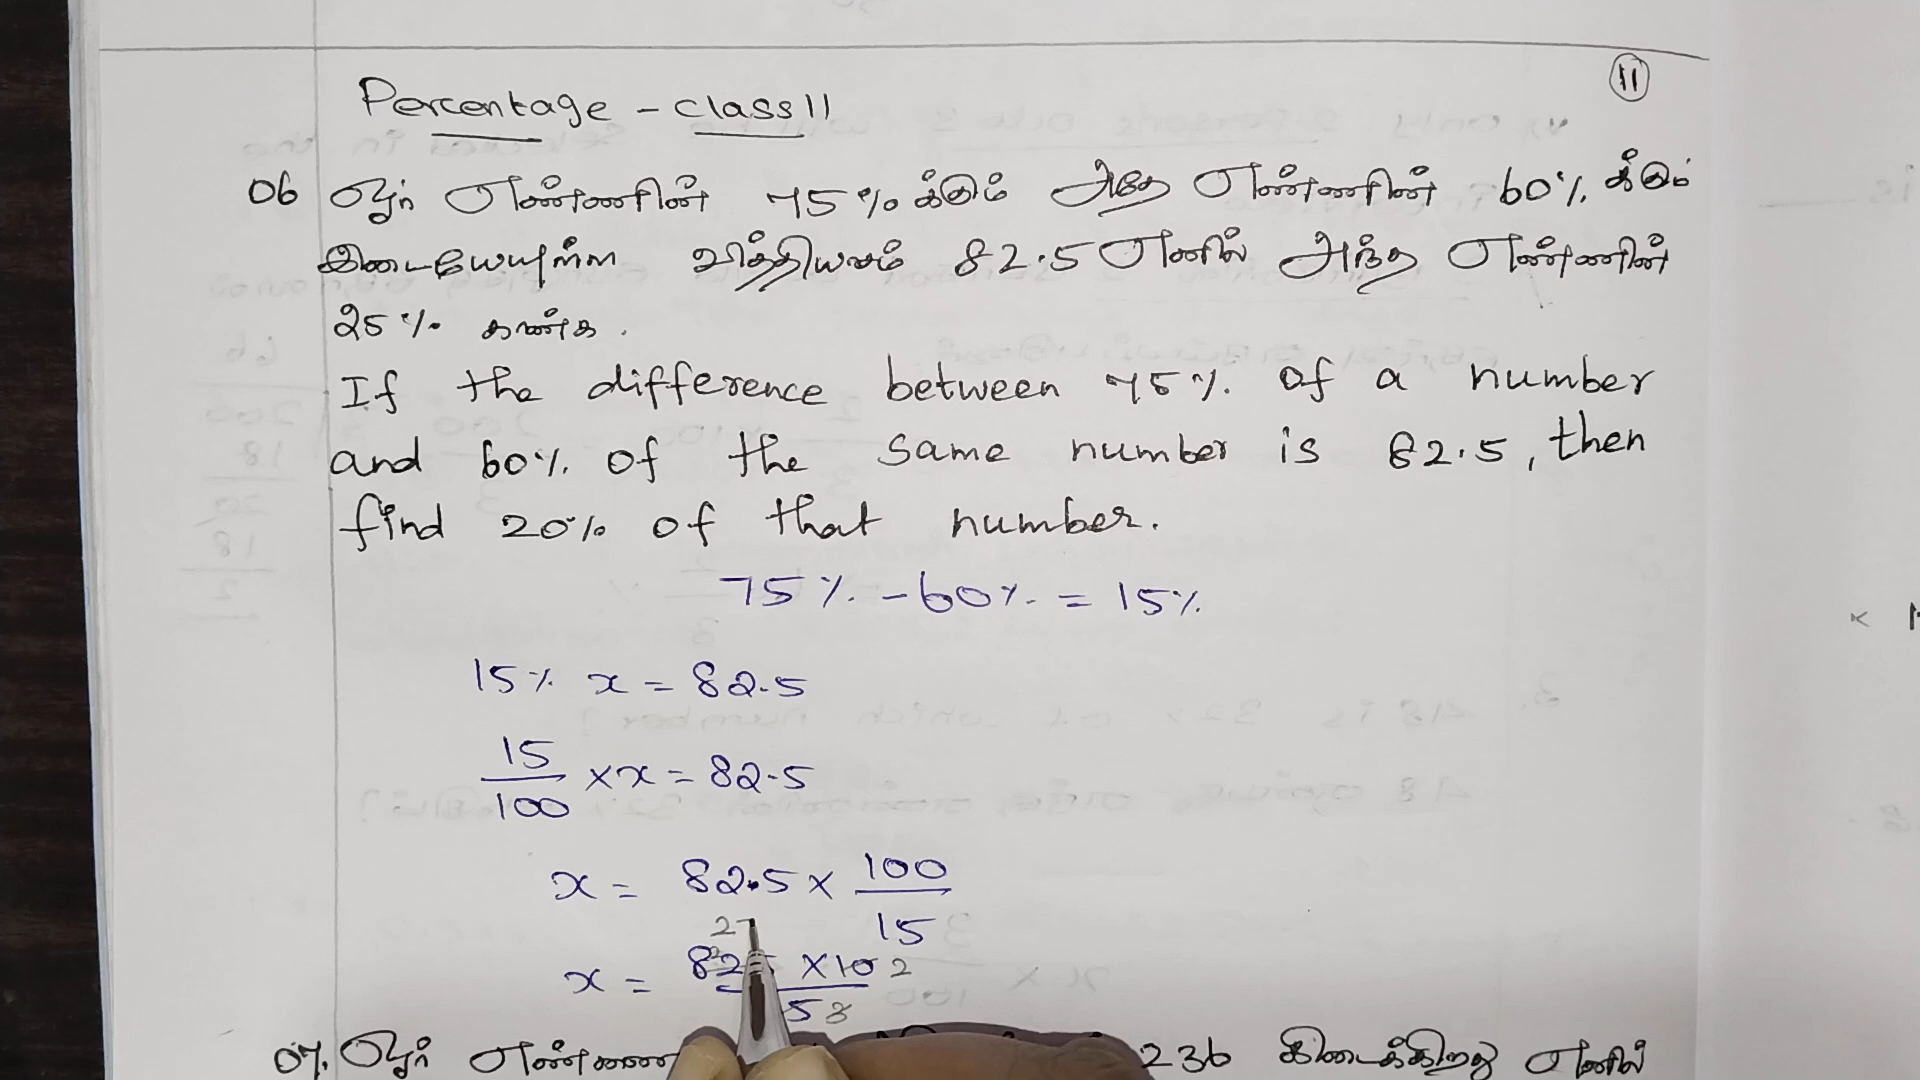 11
Percentage - class 11
06 ஓர் எண்ணின் 75% க்கும் அதே எண்ணின் 60% க்கும்
இடையேயுள்ள வித்தியாசம் 82.5 எனில் அந்த எண்ணின்
25% காண்க.
If the difference between 75% of a number
and 60% of the same number is 82.5, then
find 20% of that number.
75% - 60% = 15%
15% x = 82.5
15/100 × x = 82.5
x = 82.5 × 100/15
x =
07. ஓர்
236 கிடைக்கிறது எனில்